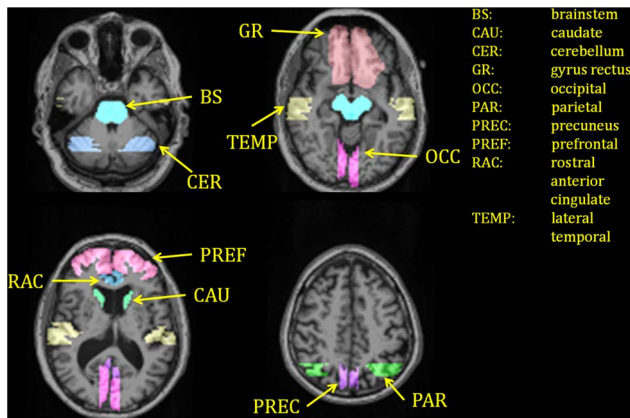 GR
BS
TEMP
OCC
CER
PREF
RAC
CAU
PREC
PAR
BS: brainstem
CAU: caudate
CER: cerebellum
GR: gyrus rectus
OCC: occipital
PAR: parietal
PREC: precuneus
PREF: prefrontal
RAC: rostral
anterior
cingulate
TEMP: lateral
temporal